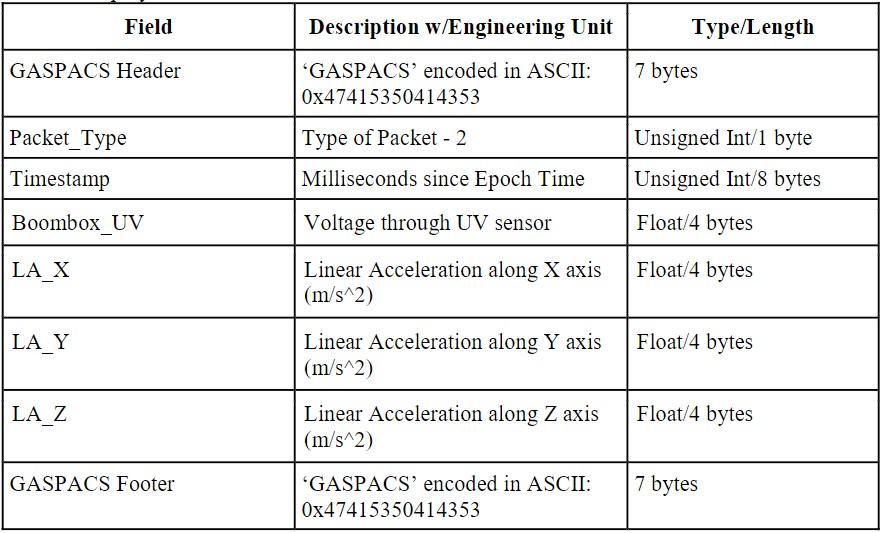 Field Description w/Engineering Unit Type/Length
GASPACS Header ‘GASPACS’ encoded in ASCII: 7 bytes
0x47415350414353
Packet_Type Type of Packet - 2 Unsigned Int/1 byte
Timestamp Milliseconds since Epoch Time Unsigned Int/8 bytes
Boombox_UV Voltage through UV sensor Float/4 bytes
LA_X Linear Acceleration along X axis Float/4 bytes
(m/s^2)
LA_Y Linear Acceleration along Y axis Float/4 bytes
(m/s^2)
LA_Z Linear Acceleration along Z axis Float/4 bytes
(m/s^2)
GASPACS Footer ‘GASPACS’ encoded in ASCII: 7 bytes
0x47415350414353